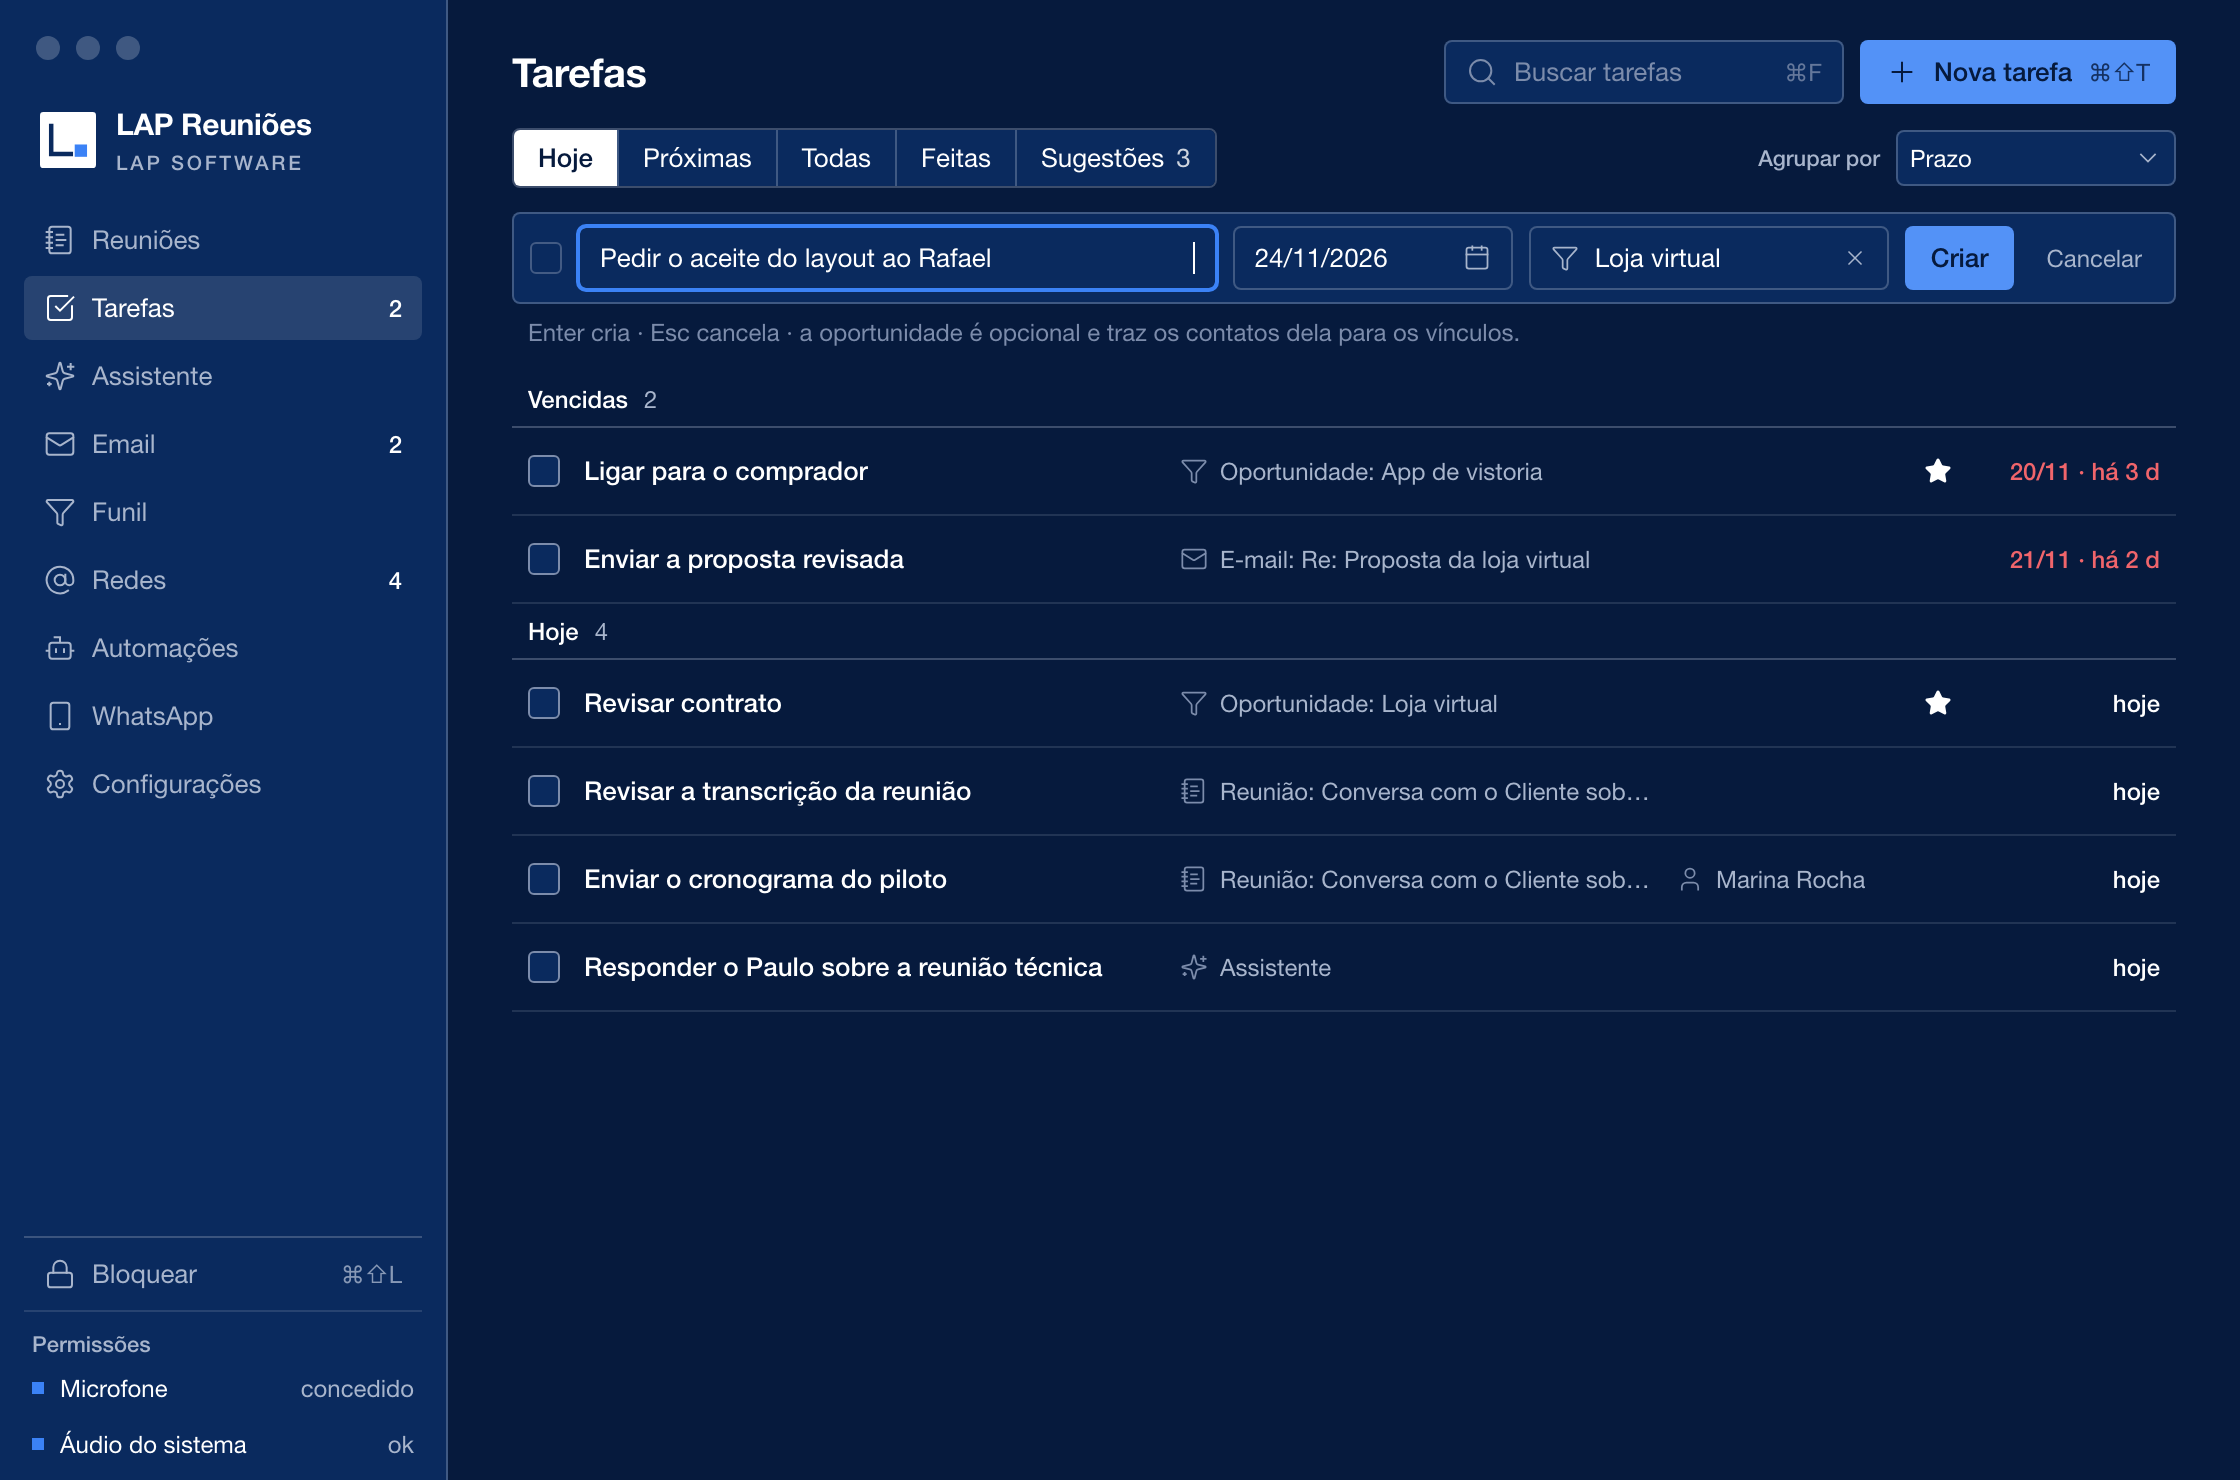 LAP Reuniões
LAP SOFTWARE
Reuniões
Tarefas 2
Assistente
Email 2
Funil
Redes 4
Automações
WhatsApp
Configurações
Bloquear ⌘⇧L
Permissões
Microfone concedido
Áudio do sistema ok
Tarefas
Buscar tarefas ⌘F
Nova tarefa ⌘⇧T
Hoje Próximas Todas Feitas Sugestões 3
Agrupar por Prazo
Pedir o aceite do layout ao Rafael 24/11/2026 Loja virtual Criar Cancelar
Enter cria · Esc cancela · a oportunidade é opcional e traz os contatos dela para os vínculos.
Vencidas 2
Ligar para o comprador Oportunidade: App de vistoria 20/11 · há 3 d
Enviar a proposta revisada E-mail: Re: Proposta da loja virtual 21/11 · há 2 d
Hoje 4
Revisar contrato Oportunidade: Loja virtual hoje
Revisar a transcrição da reunião Reunião: Conversa com o Cliente sob… hoje
Enviar o cronograma do piloto Reunião: Conversa com o Cliente sob… Marina Rocha hoje
Responder o Paulo sobre a reunião técnica Assistente hoje